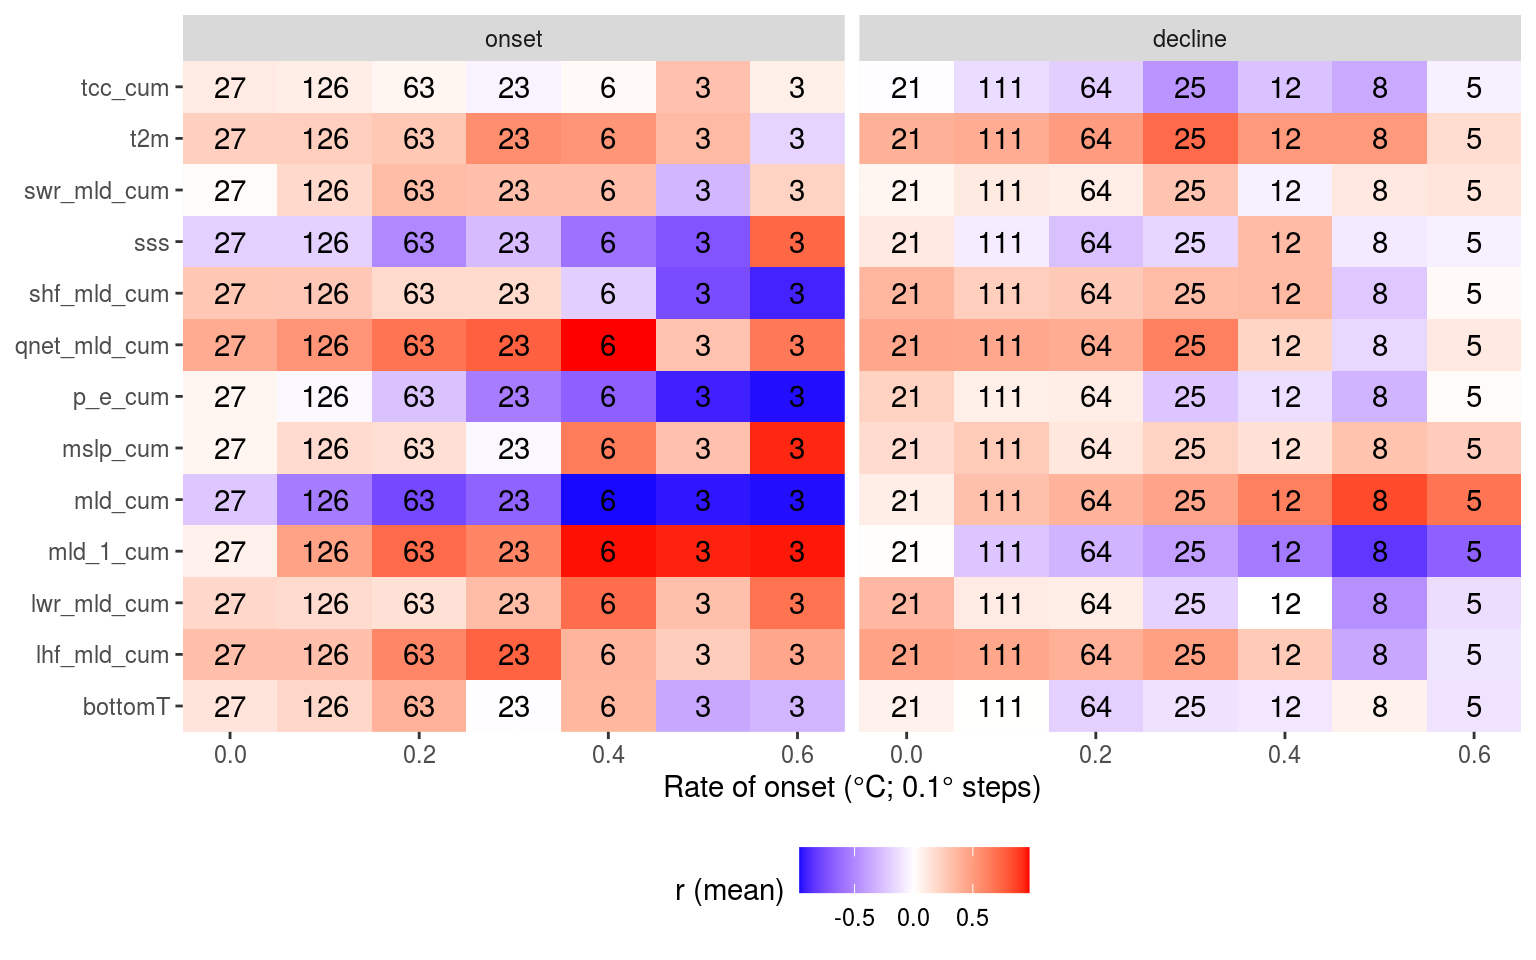 onset decline
tcc_cum 27 126 63 23 6 3 3 21 111 64 25 12 8 5
t2m 27 126 63 23 6 3 3 21 111 64 25 12 8 5
swr_mld_cum 27 126 63 23 6 3 3 21 111 64 25 12 8 5
sss 27 126 63 23 6 3 3 21 111 64 25 12 8 5
shf_mld_cum 27 126 63 23 6 3 3 21 111 64 25 12 8 5
qnet_mld_cum 27 126 63 23 6 3 3 21 111 64 25 12 8 5
p_e_cum 27 126 63 23 6 3 3 21 111 64 25 12 8 5
mslp_cum 27 126 63 23 6 3 3 21 111 64 25 12 8 5
mld_cum 27 126 63 23 6 3 3 21 111 64 25 12 8 5
mld_1_cum 27 126 63 23 6 3 3 21 111 64 25 12 8 5
lwr_mld_cum 27 126 63 23 6 3 3 21 111 64 25 12 8 5
lhf_mld_cum 27 126 63 23 6 3 3 21 111 64 25 12 8 5
bottomT 27 126 63 23 6 3 3 21 111 64 25 12 8 5
0.0 0.2 0.4 0.6 0.0 0.2 0.4 0.6
Rate of onset (°C; 0.1° steps)
r (mean)
-0.5 0.0 0.5